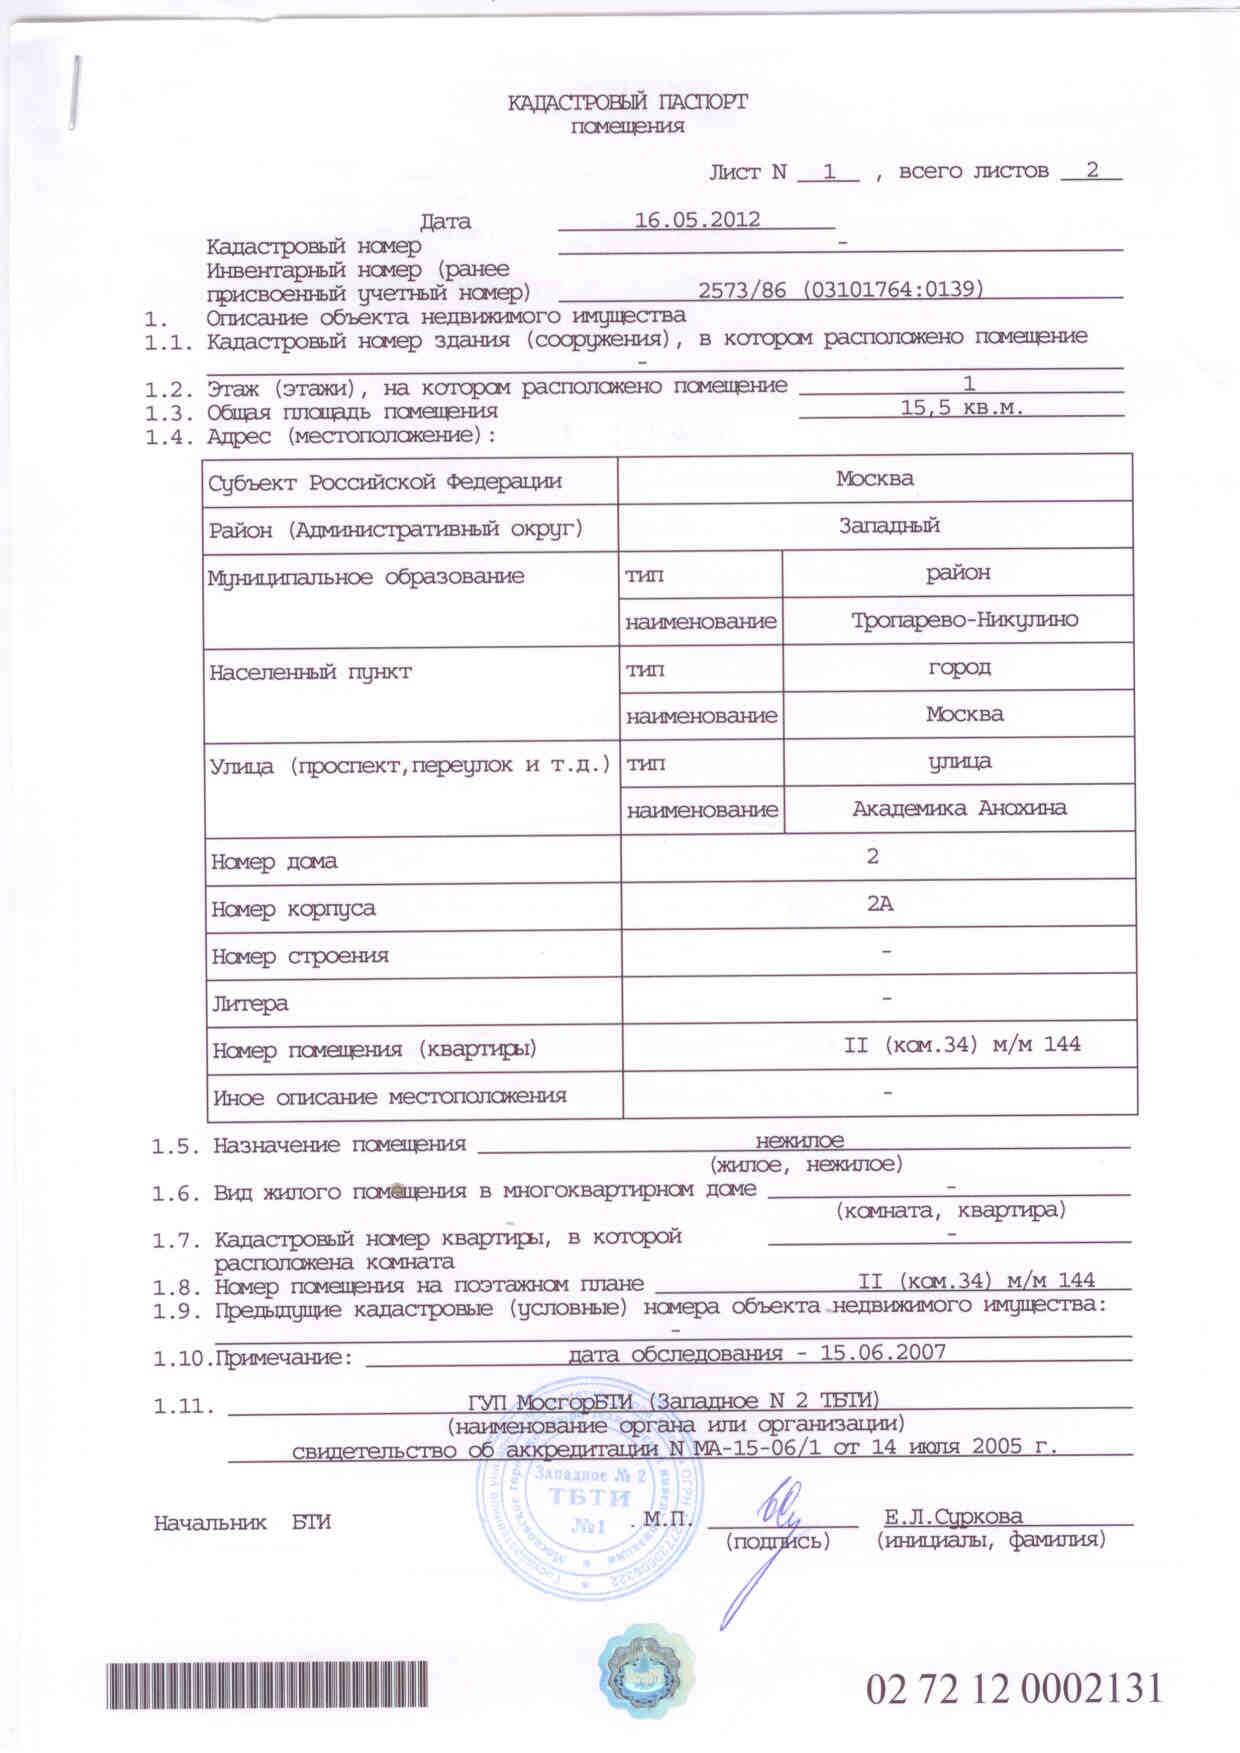 КАДАСТРОВЫЙ ПАСПОРТ
помещения
Лист N 1 , всего листов 2
Дата 16.05.2012
Кадастровый номер -
Инвентарный номер (ранее
присвоенный учетный номер) 2573/86 (03101764:0139)
1. Описание объекта недвижимого имущества
1.1. Кадастровый номер здания (сооружения), в котором расположено помещение
-
1.2. Этаж (этажи), на котором расположено помещение 1
1.3. Общая площадь помещения 15,5 кв.м.
1.4. Адрес (местоположение):
Субъект Российской Федерации Москва
Район (Административный округ) Западный
Муниципальное образование тип район
наименование Тропарево-Никулино
Населенный пункт тип город
наименование Москва
Улица (проспект,переулок и т.д.) тип улица
наименование Академика Анохина
Номер дома 2
Номер корпуса 2А
Номер строения -
Литера -
Номер помещения (квартиры) II (ком.34) м/м 144
Иное описание местоположения -
1.5. Назначение помещения нежилое
(жилое, нежилое)
1.6. Вид жилого помещения в многоквартирном доме -
(комната, квартира)
1.7. Кадастровый номер квартиры, в которой -
расположена комната
1.8. Номер помещения на поэтажном плане II (ком.34) м/м 144
1.9. Предыдущие кадастровые (условные) номера объекта недвижимого имущества:
-
1.10.Примечание: дата обследования - 15.06.2007
1.11. ГУП МосгорБТИ (Западное N 2 ТБТИ)
(наименование органа или организации)
свидетельство об аккредитации N МА-15-06/1 от 14 июля 2005 г.
Западное № 2
ТБТИ
№1
Начальник БТИ М.П. Е.Л.Суркова
(подпись) (инициалы, фамилия)
02 72 12 0002131